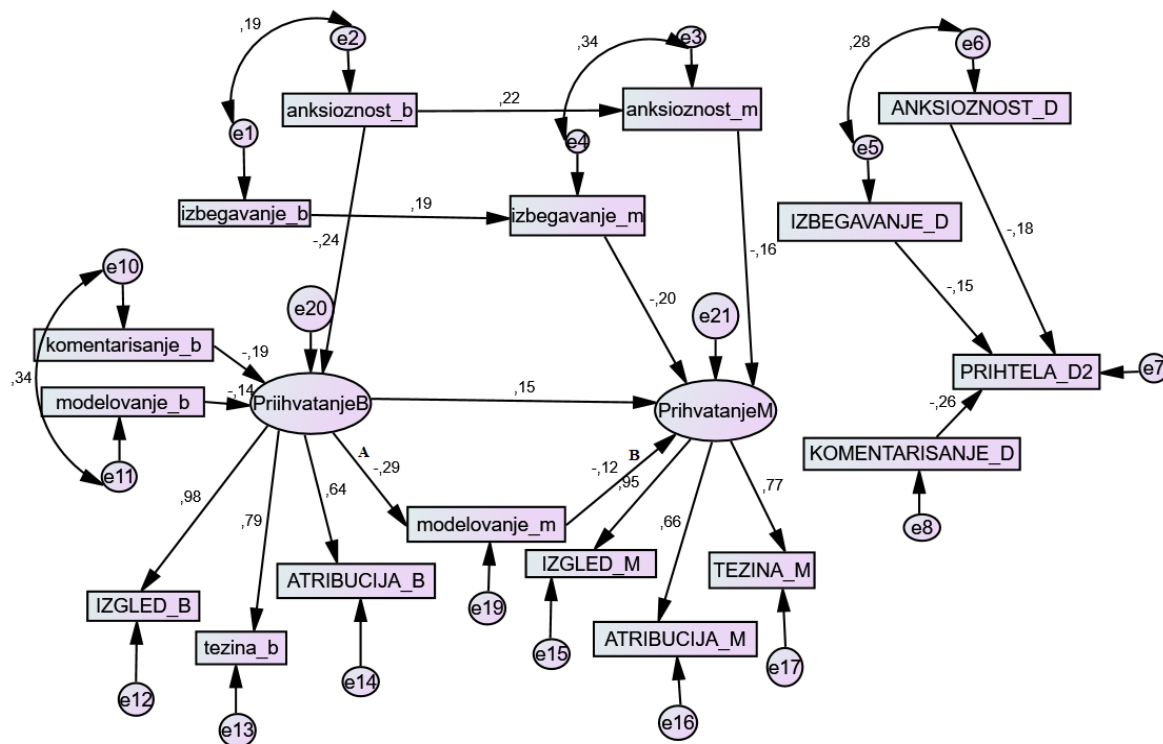 ,19
e2
,34
e3
,28
e6
anksioznost_b
,22
anksioznost_m
ANKSIOZNOST_D
e1
e4
e5
izbegavanje_b
,19
izbegavanje_m
IZBEGAVANJE_D
-,24
-,16
-,18
e10
-,15
e20
-,20
e21
komentarisanje_b
-,19
,34
modelovanje_b
-,14
PriihvatanjeB
,15
PrihvatanjeM
PRIHTELA_D2
e7
-,26
e11
A
-,29
B
-,12
KOMENTARISANJE_D
,98
,79
,64
,95
,77
modelovanje_m
,66
e8
IZGLED_B
ATRIBUCIJA_B
e19
IZGLED_M
TEZINA_M
tezina_b
ATRIBUCIJA_M
e12
e14
e15
e17
e13
e16